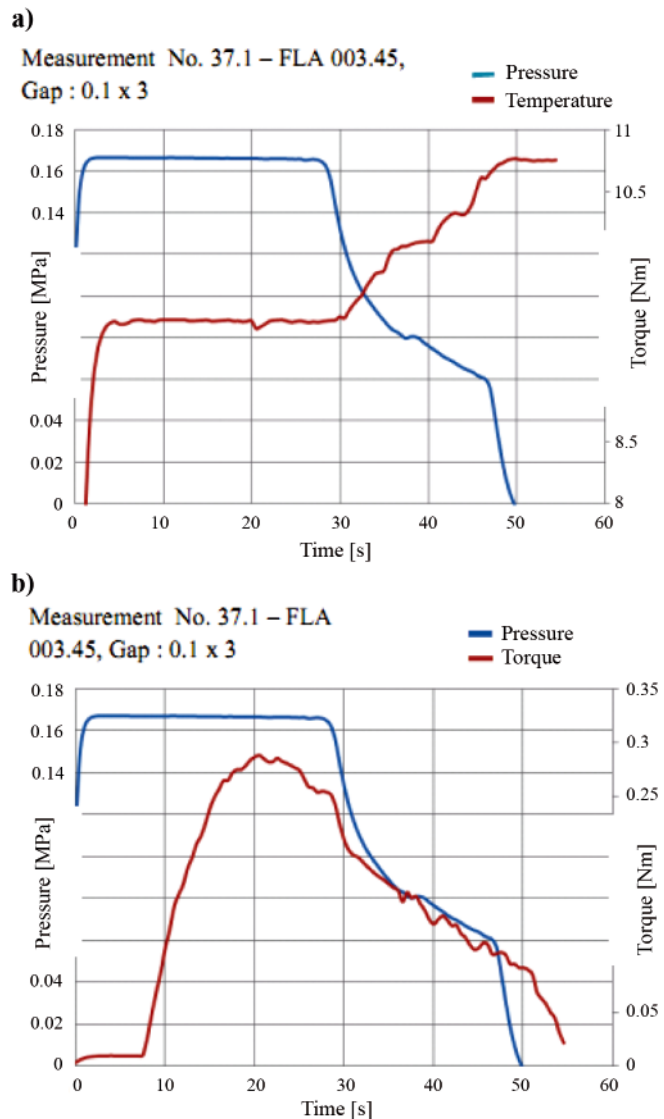 a)
Measurement No. 37.1 – FLA 003.45,
Gap : 0.1 x 3
Pressure
Temperature
0.18
0.16
0.14
0.04
0.02
0
Pressure [MPa]
11
10.5
8.5
8
Torque [Nm]
0 10 20 30 40 50 60
Time [s]
b)
Measurement No. 37.1 – FLA
003.45, Gap : 0.1 x 3
Pressure
Torque
0.18
0.16
0.14
0.04
0.02
0
Pressure [MPa]
0.35
0.3
0.25
0.05
0
Torque [Nm]
0 10 20 30 40 50 60
Time [s]